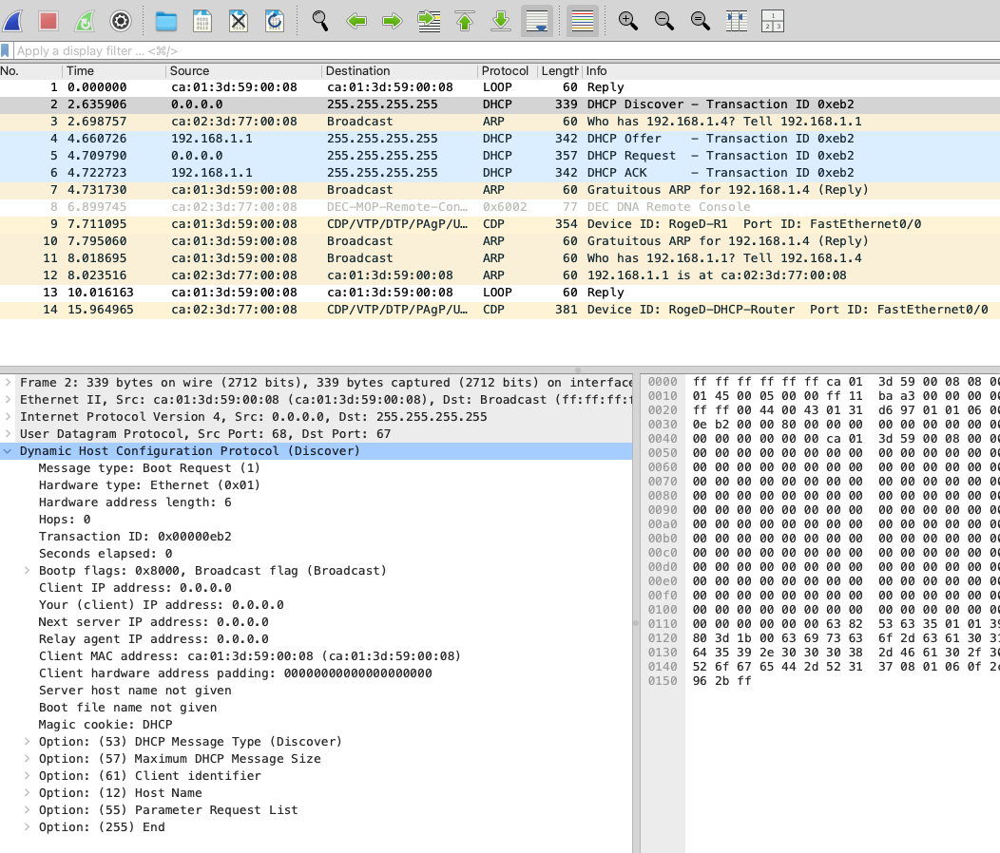 Apply a display filter ... <⌘/>
No. Time Source Destination Protocol Length Info
1 0.000000 ca:01:3d:59:00:08 ca:01:3d:59:00:08 LOOP 60 Reply
2 2.635906 0.0.0.0 255.255.255.255 DHCP 339 DHCP Discover – Transaction ID 0xeb2
3 2.698757 ca:02:3d:77:00:08 Broadcast ARP 60 Who has 192.168.1.4? Tell 192.168.1.1
4 4.660726 192.168.1.1 255.255.255.255 DHCP 342 DHCP Offer – Transaction ID 0xeb2
5 4.709790 0.0.0.0 255.255.255.255 DHCP 357 DHCP Request – Transaction ID 0xeb2
6 4.722723 192.168.1.1 255.255.255.255 DHCP 342 DHCP ACK – Transaction ID 0xeb2
7 4.731730 ca:01:3d:59:00:08 Broadcast ARP 60 Gratuitous ARP for 192.168.1.4 (Reply)
8 6.899745 ca:02:3d:77:00:08 DEC-MOP-Remote-Con… 0x6002 77 DEC DNA Remote Console
9 7.711095 ca:01:3d:59:00:08 CDP/VTP/DTP/PAgP/U… CDP 354 Device ID: RogeD-R1 Port ID: FastEthernet0/0
10 7.795060 ca:01:3d:59:00:08 Broadcast ARP 60 Gratuitous ARP for 192.168.1.4 (Reply)
11 8.018695 ca:01:3d:59:00:08 Broadcast ARP 60 Who has 192.168.1.1? Tell 192.168.1.4
12 8.023516 ca:02:3d:77:00:08 ca:01:3d:59:00:08 ARP 60 192.168.1.1 is at ca:02:3d:77:00:08
13 10.016163 ca:01:3d:59:00:08 ca:01:3d:59:00:08 LOOP 60 Reply
14 15.964965 ca:02:3d:77:00:08 CDP/VTP/DTP/PAgP/U… CDP 381 Device ID: RogeD-DHCP-Router Port ID: FastEthernet0/0
Frame 2: 339 bytes on wire (2712 bits), 339 bytes captured (2712 bits) on interface
Ethernet II, Src: ca:01:3d:59:00:08 (ca:01:3d:59:00:08), Dst: Broadcast (ff:ff:ff:f
Internet Protocol Version 4, Src: 0.0.0.0, Dst: 255.255.255.255
User Datagram Protocol, Src Port: 68, Dst Port: 67
Dynamic Host Configuration Protocol (Discover)
Message type: Boot Request (1)
Hardware type: Ethernet (0x01)
Hardware address length: 6
Hops: 0
Transaction ID: 0x00000eb2
Seconds elapsed: 0
Bootp flags: 0x8000, Broadcast flag (Broadcast)
Client IP address: 0.0.0.0
Your (client) IP address: 0.0.0.0
Next server IP address: 0.0.0.0
Relay agent IP address: 0.0.0.0
Client MAC address: ca:01:3d:59:00:08 (ca:01:3d:59:00:08)
Client hardware address padding: 00000000000000000000
Server host name not given
Boot file name not given
Magic cookie: DHCP
Option: (53) DHCP Message Type (Discover)
Option: (57) Maximum DHCP Message Size
Option: (61) Client identifier
Option: (12) Host Name
Option: (55) Parameter Request List
Option: (255) End
0000 ff ff ff ff ff ff ca 01 3d 59 00 08 08 00
0010 01 45 00 05 00 00 ff 11 ba a3 00 00 00 00
0020 ff ff 00 44 00 43 01 31 d6 97 01 01 06 00
0030 0e b2 00 00 80 00 00 00 00 00 00 00 00 00
0040 00 00 00 00 00 00 ca 01 3d 59 00 08 00 00
0050 00 00 00 00 00 00 00 00 00 00 00 00 00 00
0060 00 00 00 00 00 00 00 00 00 00 00 00 00 00
0070 00 00 00 00 00 00 00 00 00 00 00 00 00 00
0080 00 00 00 00 00 00 00 00 00 00 00 00 00 00
0090 00 00 00 00 00 00 00 00 00 00 00 00 00 00
00a0 00 00 00 00 00 00 00 00 00 00 00 00 00 00
00b0 00 00 00 00 00 00 00 00 00 00 00 00 00 00
00c0 00 00 00 00 00 00 00 00 00 00 00 00 00 00
00d0 00 00 00 00 00 00 00 00 00 00 00 00 00 00
00e0 00 00 00 00 00 00 00 00 00 00 00 00 00 00
00f0 00 00 00 00 00 00 00 00 00 00 00 00 00 00
0100 00 00 00 00 00 00 00 00 00 00 00 00 00 00
0110 00 00 00 00 00 00 63 82 53 63 35 01 01 39
0120 80 3d 1b 00 63 69 73 63 6f 2d 63 61 30 31
0130 64 35 39 2e 30 30 30 38 2d 46 61 30 2f 30
0140 52 6f 67 65 44 2d 52 31 37 08 01 06 0f 2c
0150 96 2b ff